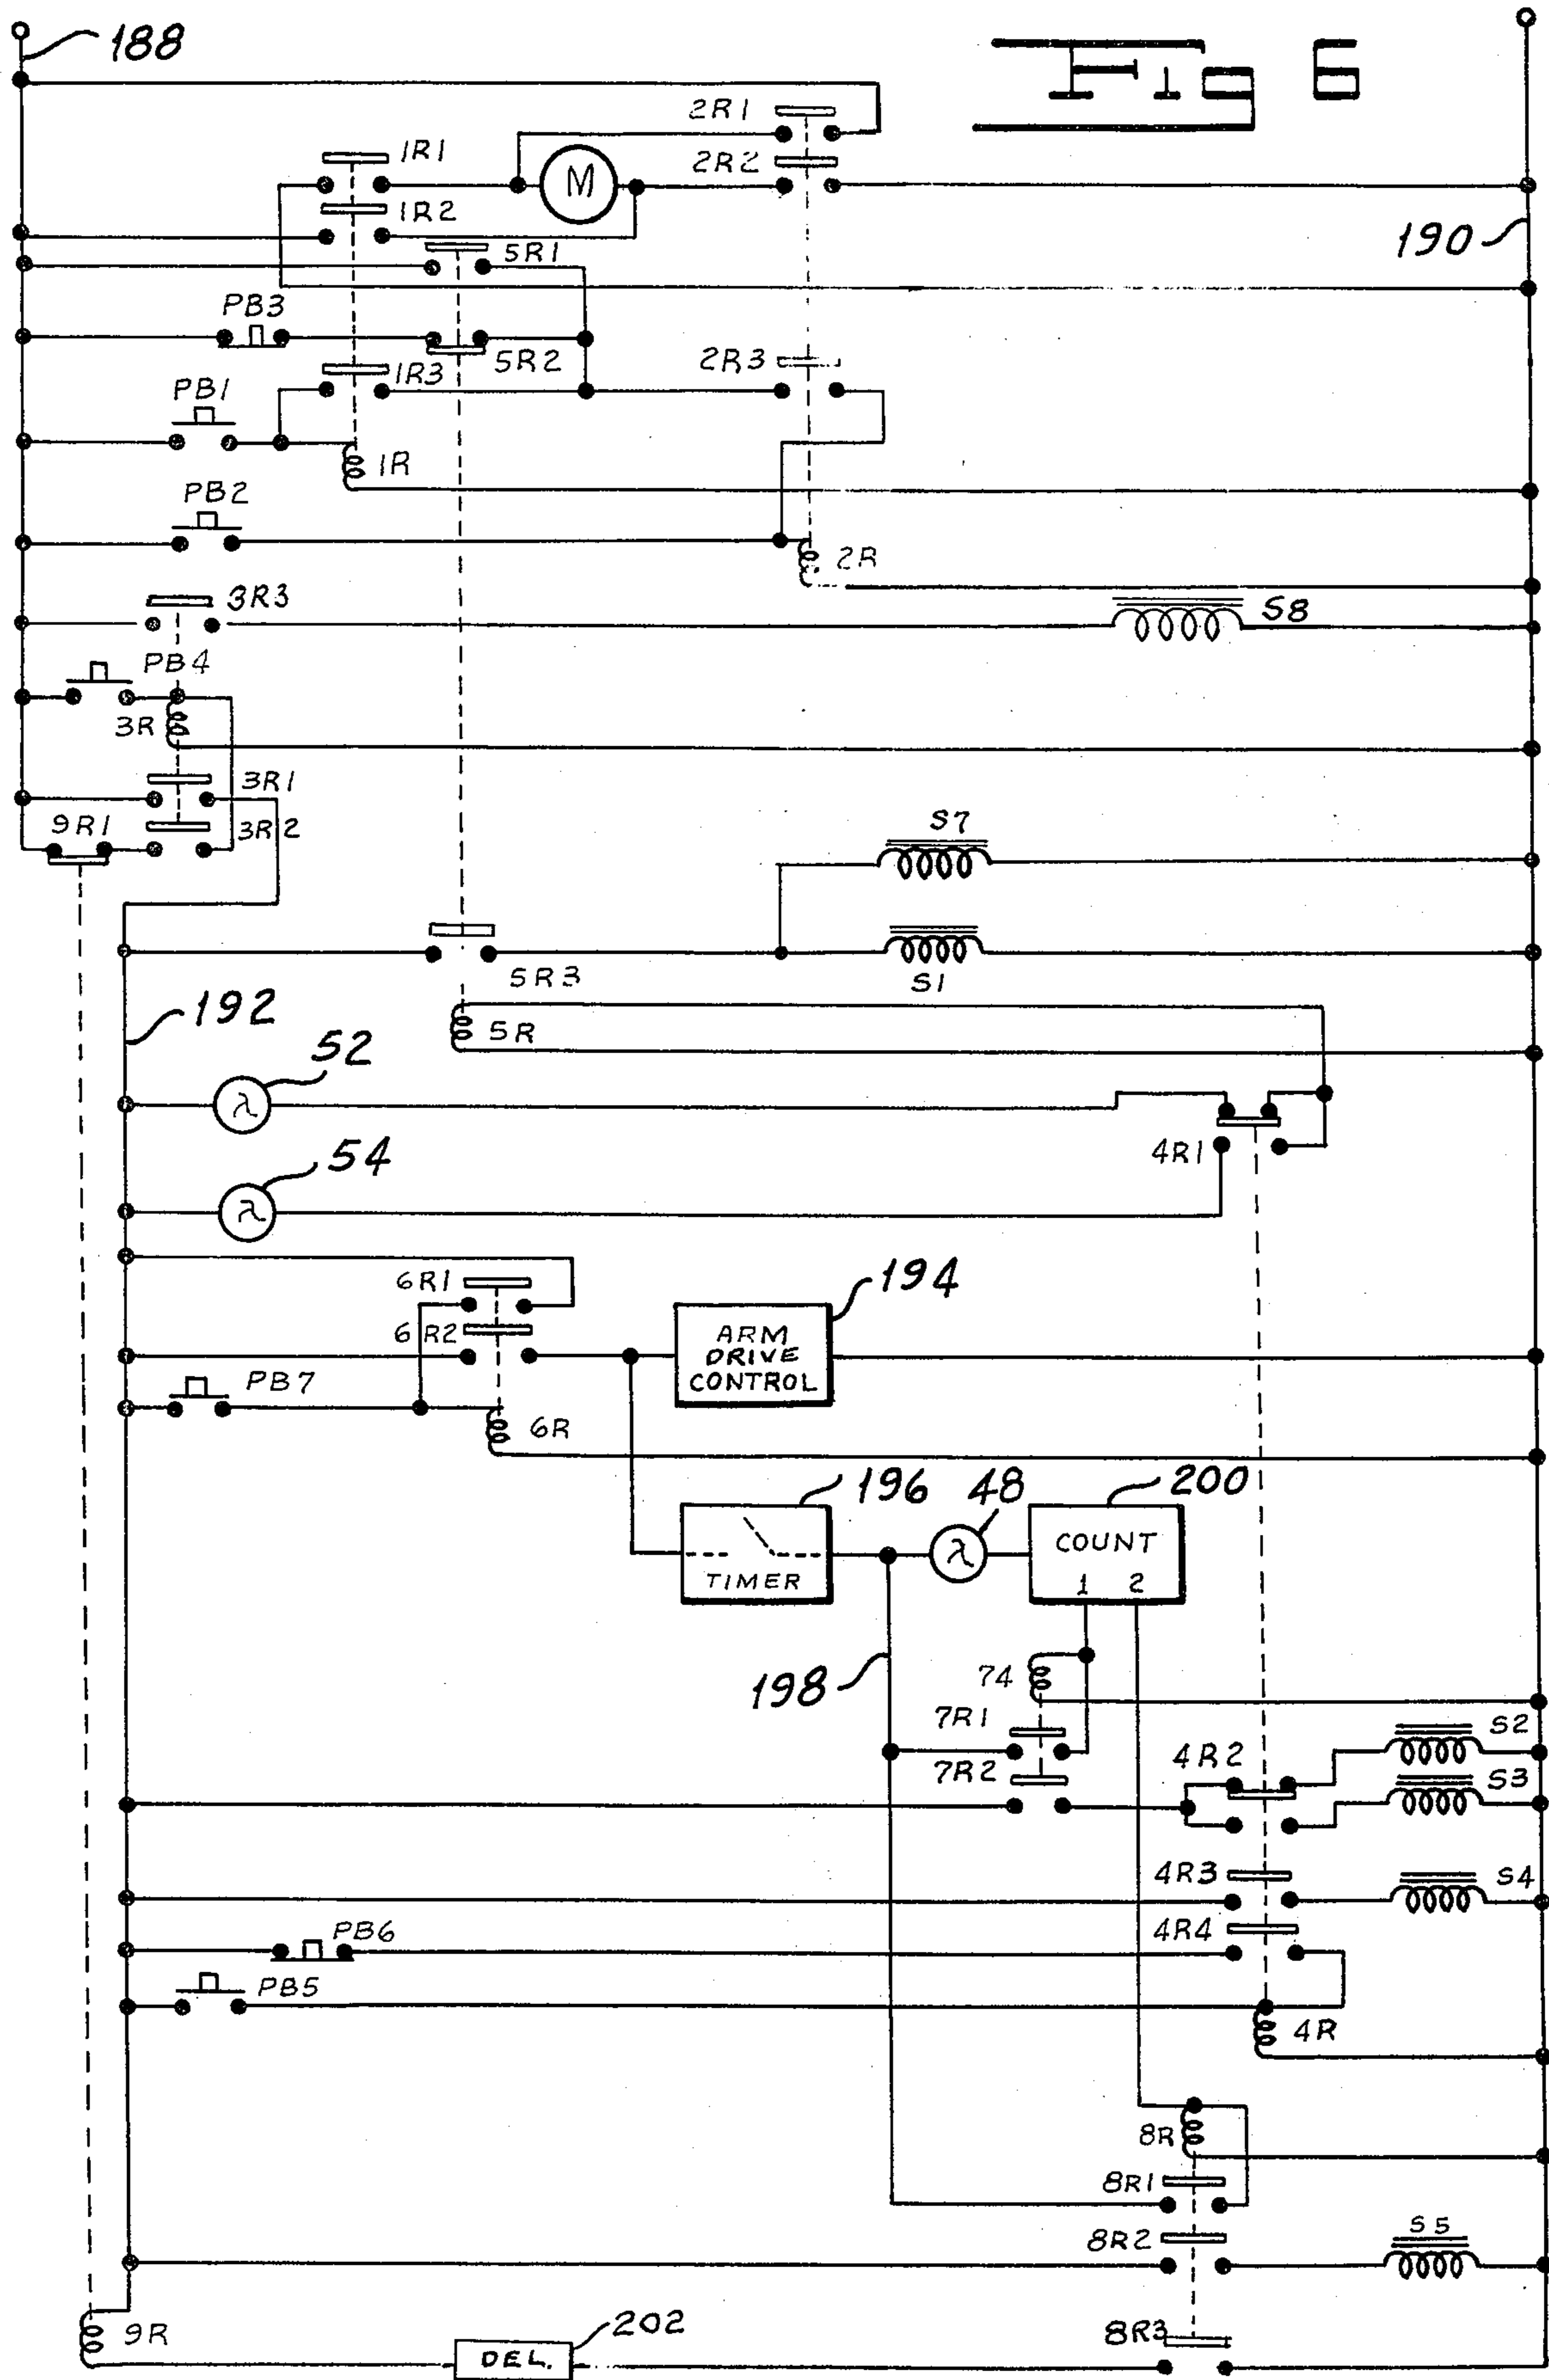 188
Fig 6
2R1
1R1
M
2R2
1R2
190
5R1
PB3
5R2
2R3
1R3
PB1
1R
PB2
2R
3R3
S8
PB4
3R
3R1
9R1
3R2
S7
5R3
S1
192
5R
52
λ
4R1
54
λ
6R1
194
6R2
ARM
DRIVE
CONTROL
PB7
6R
196
48
200
λ
COUNT
TIMER
1 2
198
74
7R1
S2
4R2
7R2
S3
4R3
S4
PB6
4R4
PB5
4R
8R
8R1
8R2
S5
9R
202
8R3
DEL.